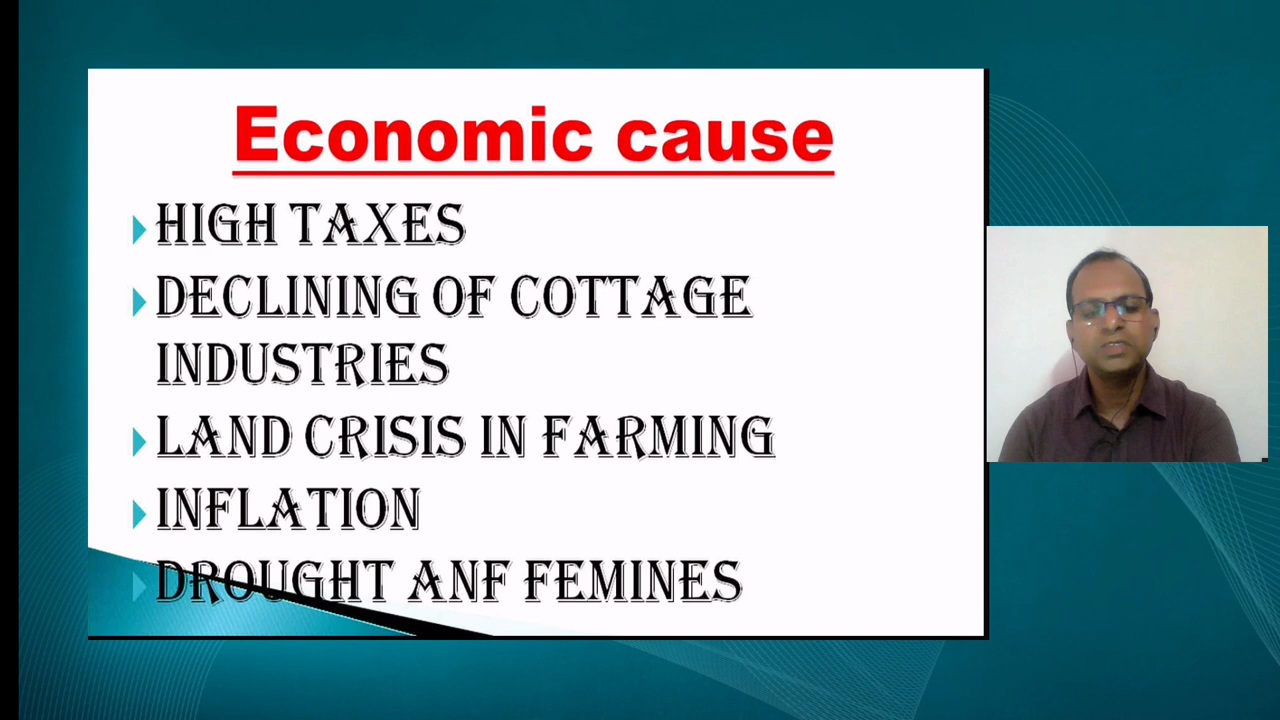 Economic cause
HIGH TAXES
DECLINING OF COTTAGE
INDUSTRIES
LAND CRISIS IN FARMING
INFLATION
DROUGHT ANF FEMINES